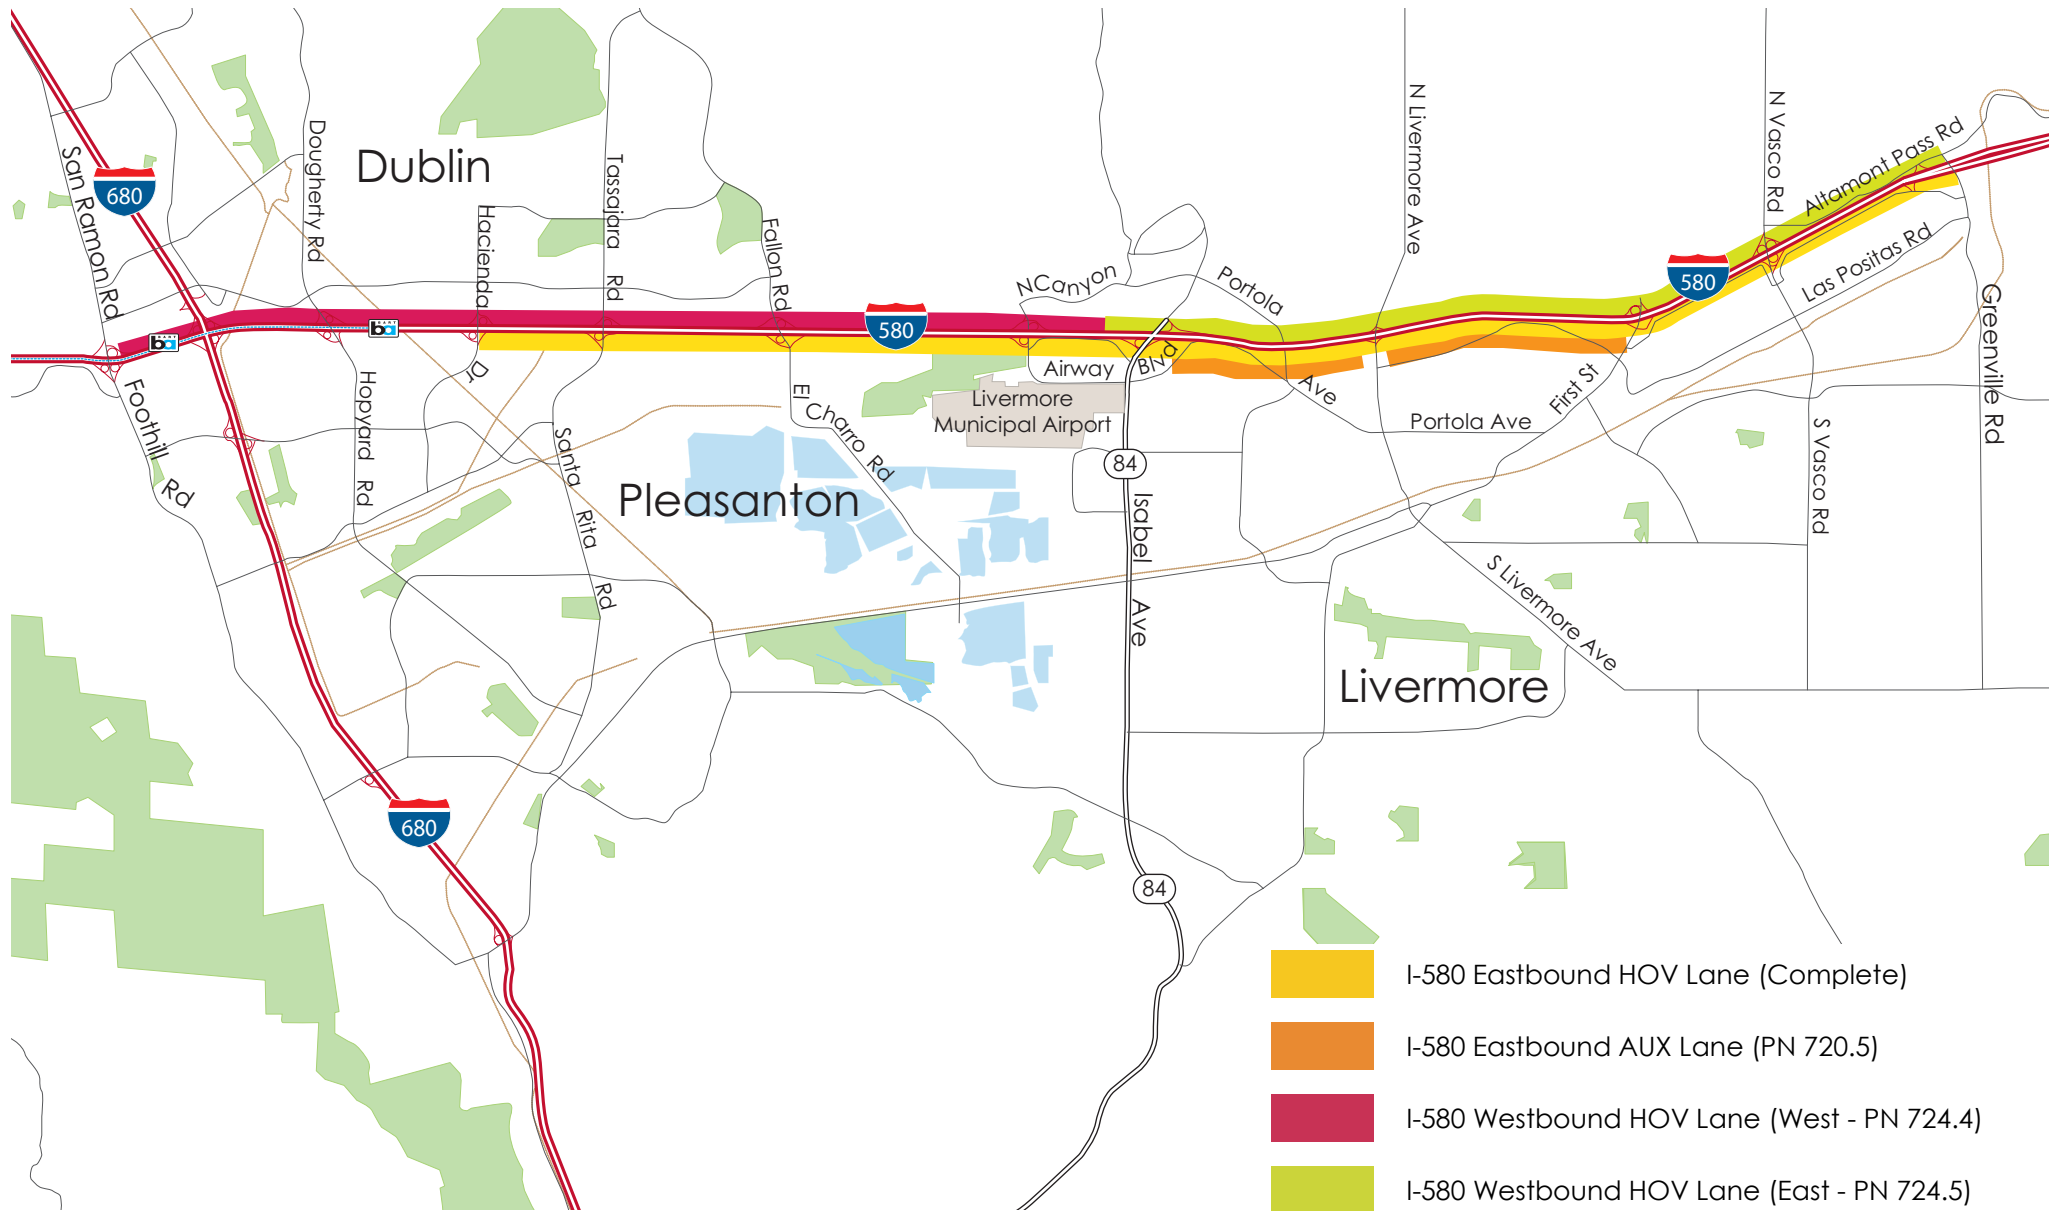 Dublin
Pleasanton
Livermore
680
San Ramon Rd
Dougherty Rd
Hacienda
Dr
Tassajara Rd
Fallon Rd
N Canyon
Portola
Ave
N Livermore Ave
N Vasco Rd
Altamont Pass Rd
Las Positas Rd
Greenville Rd
580
580
BART
ba
BART
ba
Airway Blvd
Livermore
Municipal Airport
Foothill Rd
Hopyard Rd
Santa Rita Rd
El Charro Rd
84
Isabel Ave
Portola Ave
First St
S Vasco Rd
S Livermore Ave
680
84
I-580 Eastbound HOV Lane (Complete)
I-580 Eastbound AUX Lane (PN 720.5)
I-580 Westbound HOV Lane (West - PN 724.4)
I-580 Westbound HOV Lane (East - PN 724.5)